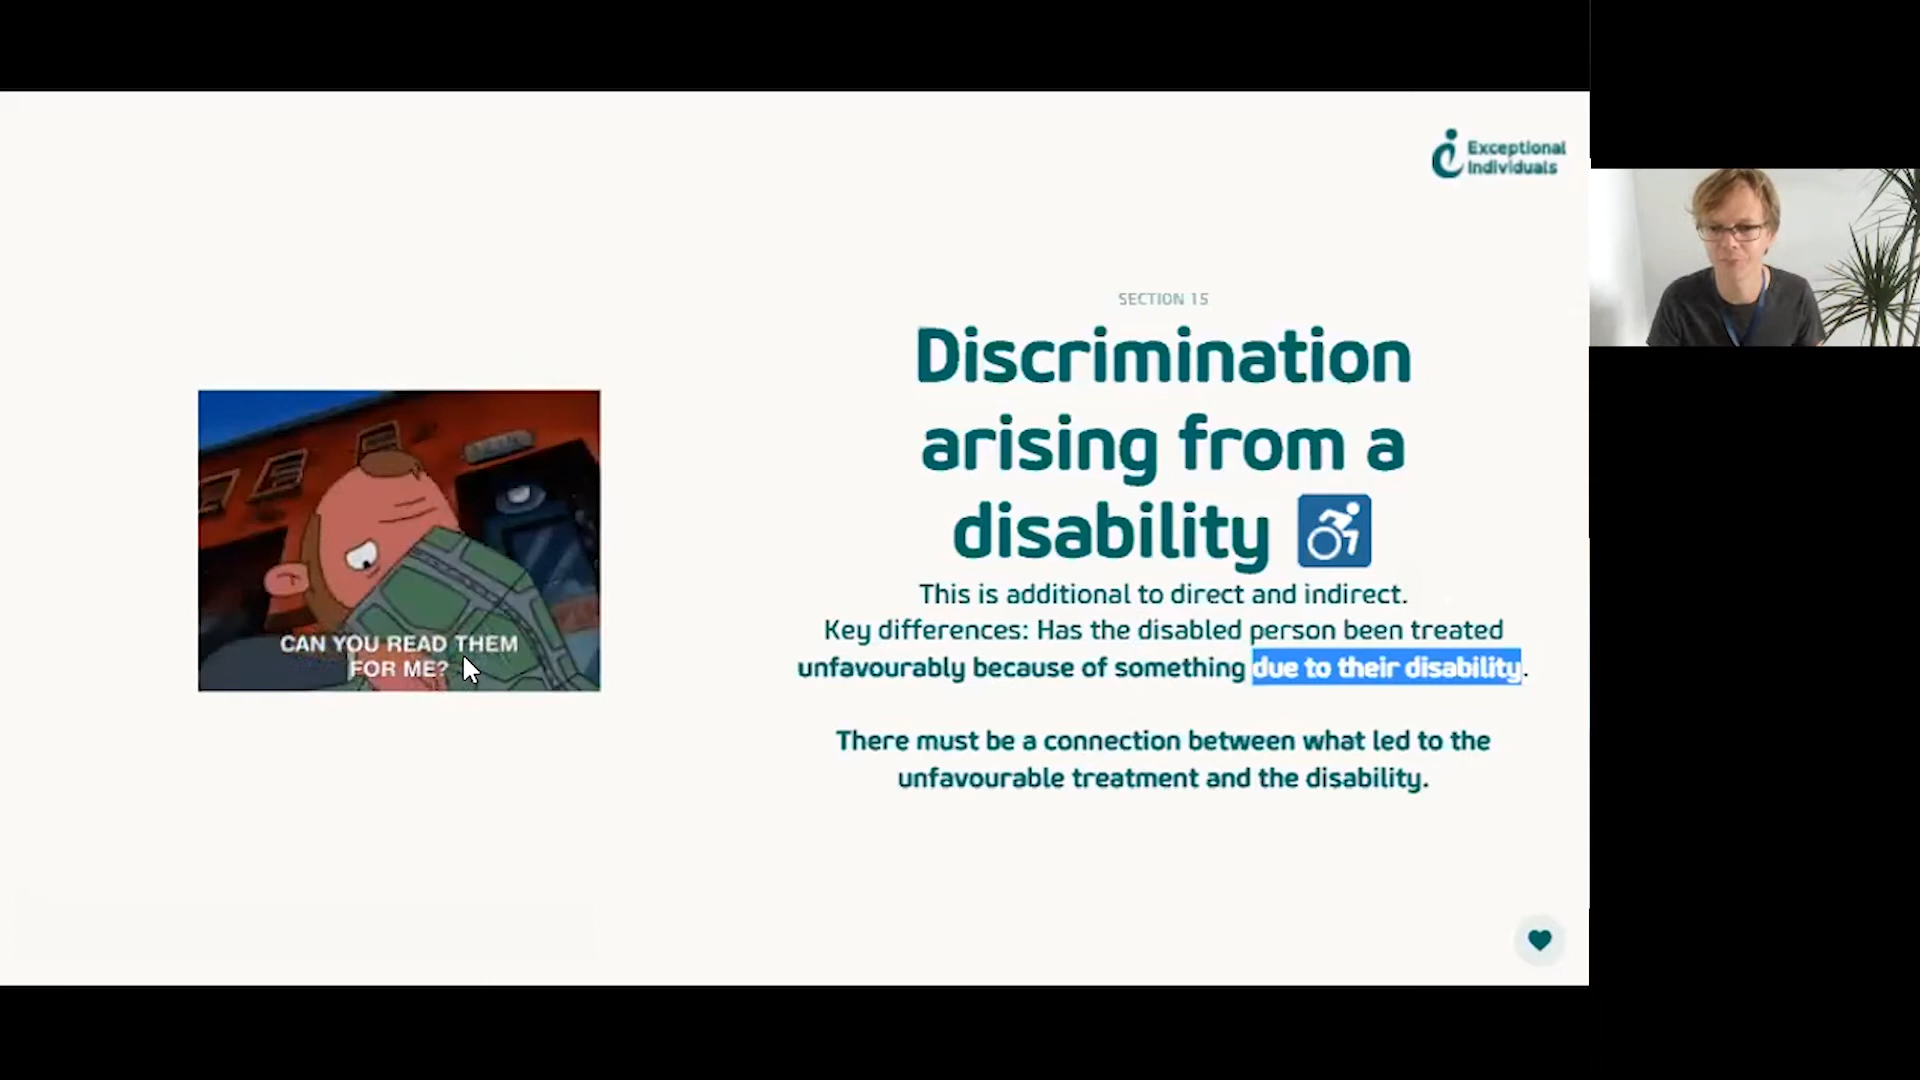 Exceptional
Individuals
SECTION 15
Discrimination
arising from a
disability
This is additional to direct and indirect.
Key differences: Has the disabled person been treated
unfavourably because of something due to their disability.
There must be a connection between what led to the
unfavourable treatment and the disability.
CAN YOU READ THEM
FOR ME?